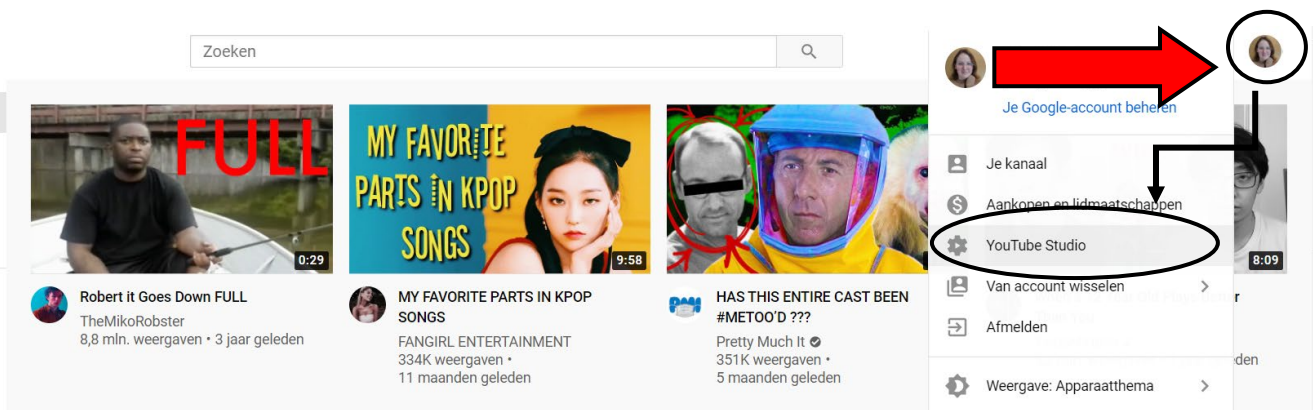 Zoeken
Je Google-account beheren
FULL
MY FAVORITE
PARTS IN KPOP
SONGS
Je kanaal
Aankopen en lidmaatschappen
YouTube Studio
0:29
9:58
8:09
Van account wisselen
Robert it Goes Down FULL
TheMikoRobster
8,8 mln. weergaven • 3 jaar geleden
MY FAVORITE PARTS IN KPOP
SONGS
FANGIRL ENTERTAINMENT
334K weergaven •
11 maanden geleden
HAS THIS ENTIRE CAST BEEN
#METOO'D ???
Pretty Much It
351K weergaven •
5 maanden geleden
Afmelden
Weergave: Apparaatthema